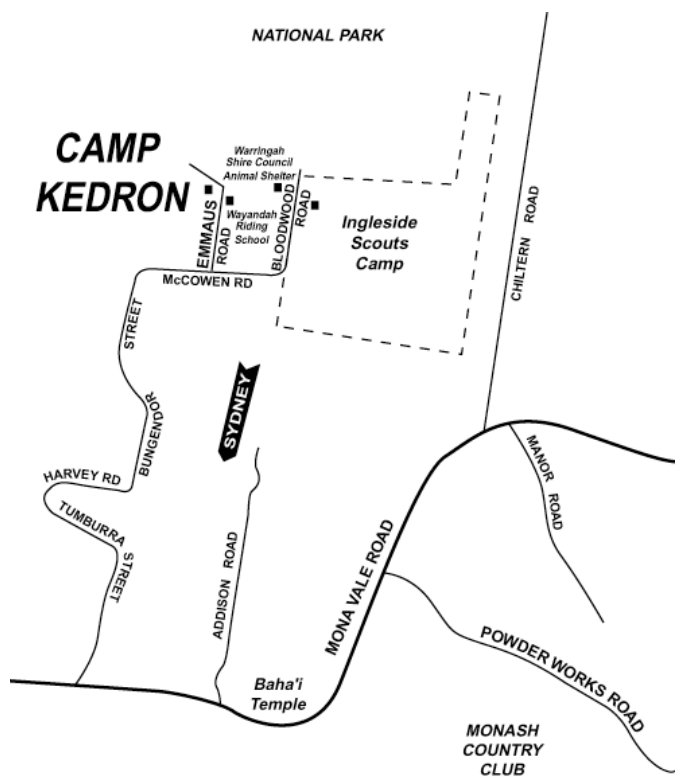 NATIONAL PARK
CAMP
KEDRON
Warringah
Shire Council
Animal Shelter
EMMAUS
ROAD
Wayandah
Riding
School
BLOODWOOD
ROAD
Ingleside
Scouts
Camp
CHILTERN ROAD
McCOWEN RD
STREET
BUNGENDOR
SYDNEY
HARVEY RD
TUMBURRA
STREET
ADDISON ROAD
MONA VALE ROAD
MANOR
ROAD
POWDER WORKS ROAD
Baha'i
Temple
MONASH
COUNTRY
CLUB